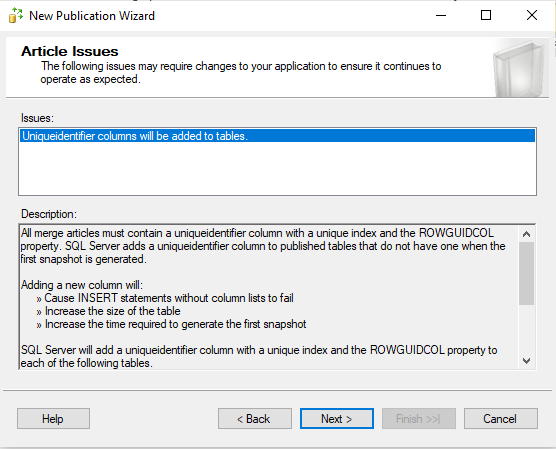 New Publication Wizard
Article Issues
The following issues may require changes to your application to ensure it continues to
operate as expected.
Issues:
Uniqueidentifier columns will be added to tables.
Description:
All merge articles must contain a uniqueidentifier column with a unique index and the ROWGUIDCOL
property. SQL Server adds a uniqueidentifier column to published tables that do not have one when the
first snapshot is generated.
Adding a new column will:
» Cause INSERT statements without column lists to fail
» Increase the size of the table
» Increase the time required to generate the first snapshot
SQL Server will add a uniqueidentifier column with a unique index and the ROWGUIDCOL property to
each of the following tables.
Help
< Back
Next >
Finish >>|
Cancel